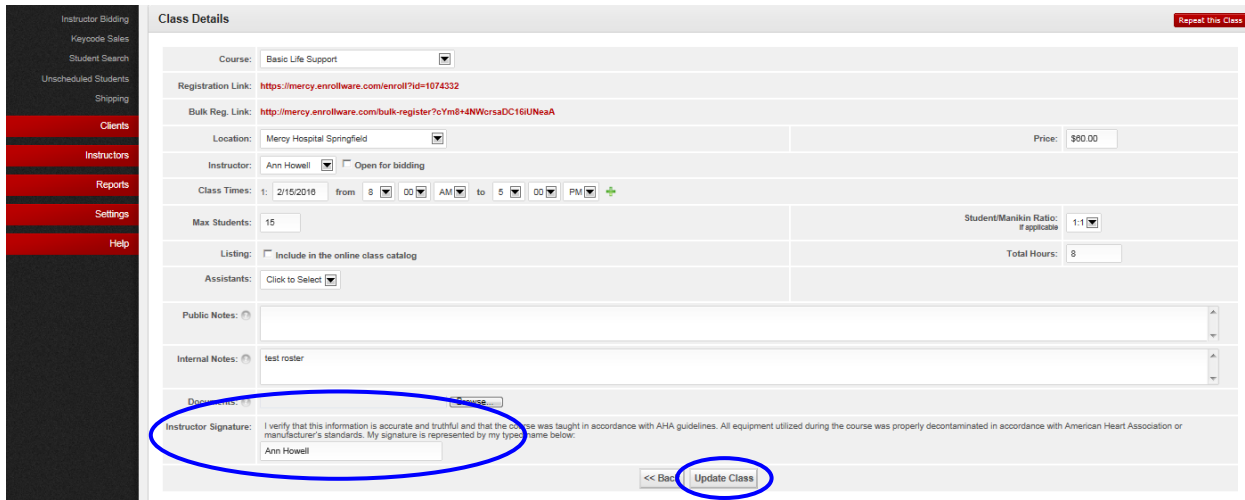 Instructor Bidding
Keycode Sales
Student Search
Unscheduled Students
Shipping
Clients
Instructors
Reports
Settings
Help
Class Details
Repeat this Class
Course: Basic Life Support
Registration Link: https://mercy.enrollware.com/enroll?id=1074332
Bulk Reg. Link: http://mercy.enrollware.com/bulk-register?cYm8+4NWcrsaDC16iUNeaA
Location: Mercy Hospital Springfield Price: $60.00
Instructor: Ann Howell Open for bidding
Class Times: 1: 2/15/2016 from 8 00 AM to 5 00 PM
Max Students: 15 Student/Manikin Ratio: 1:1
If applicable
Listing: Include in the online class catalog Total Hours: 8
Assistants: Click to Select
Public Notes:
Internal Notes: test roster
Documents: Browse...
Instructor Signature: I verify that this information is accurate and truthful and that the course was taught in accordance with AHA guidelines. All equipment utilized during the course was properly decontaminated in accordance with American Heart Association or
manufacturer's standards. My signature is represented by my typed name below:
Ann Howell
<< Back Update Class